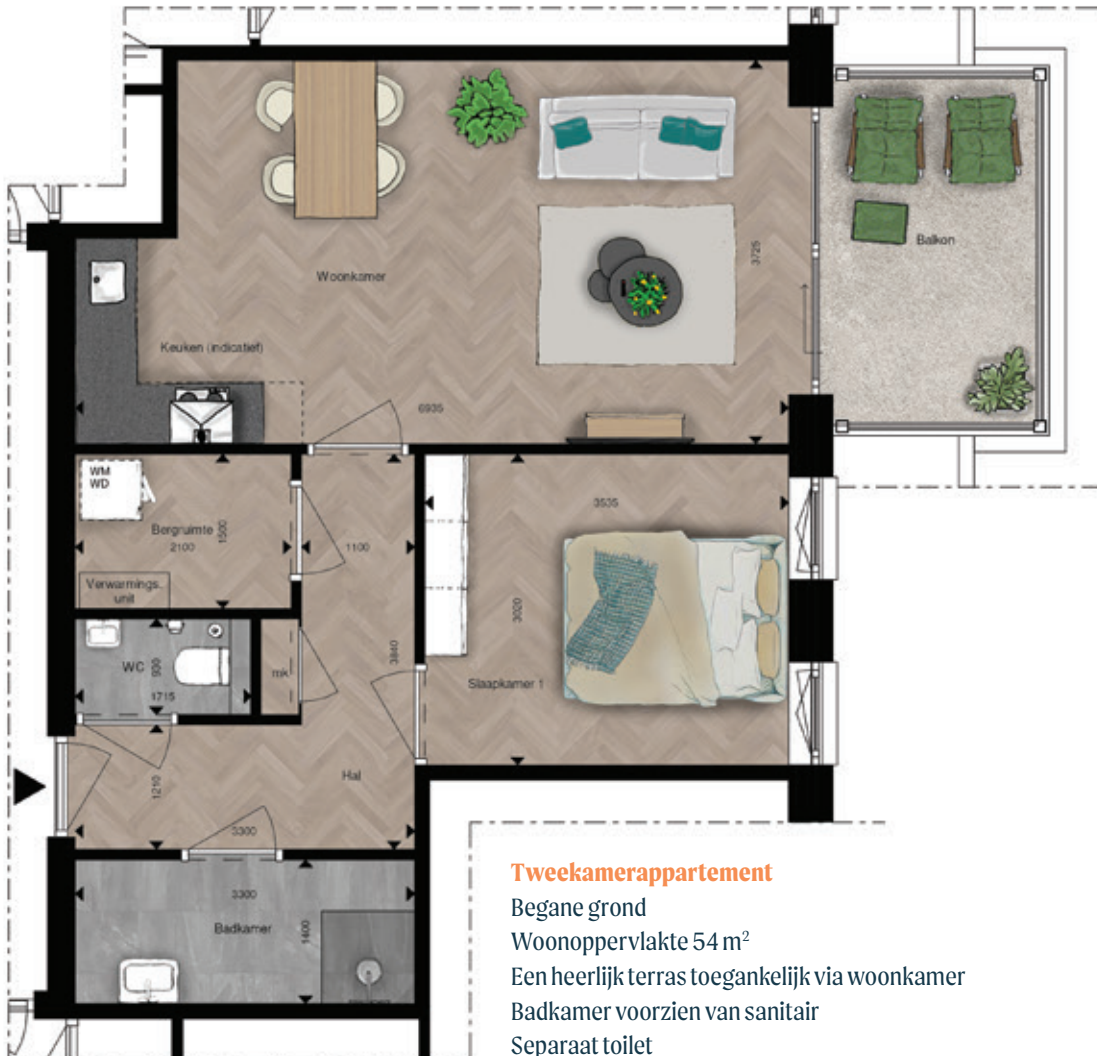 Woonkamer
3725
Balkon
Keuken (indicatief)
6935
WM
WD
Bergruimte
2100
1500
1100
3535
Verwarmings..
unit
3020
WC
930
1715
mk
3840
Slaapkamer 1
1210
Hal
3300
3300
Badkamer
1400
Tweekamerappartement
Begane grond
Woonoppervlakte 54 m²
Een heerlijk terras toegankelijk via woonkamer
Badkamer voorzien van sanitair
Separaat toilet